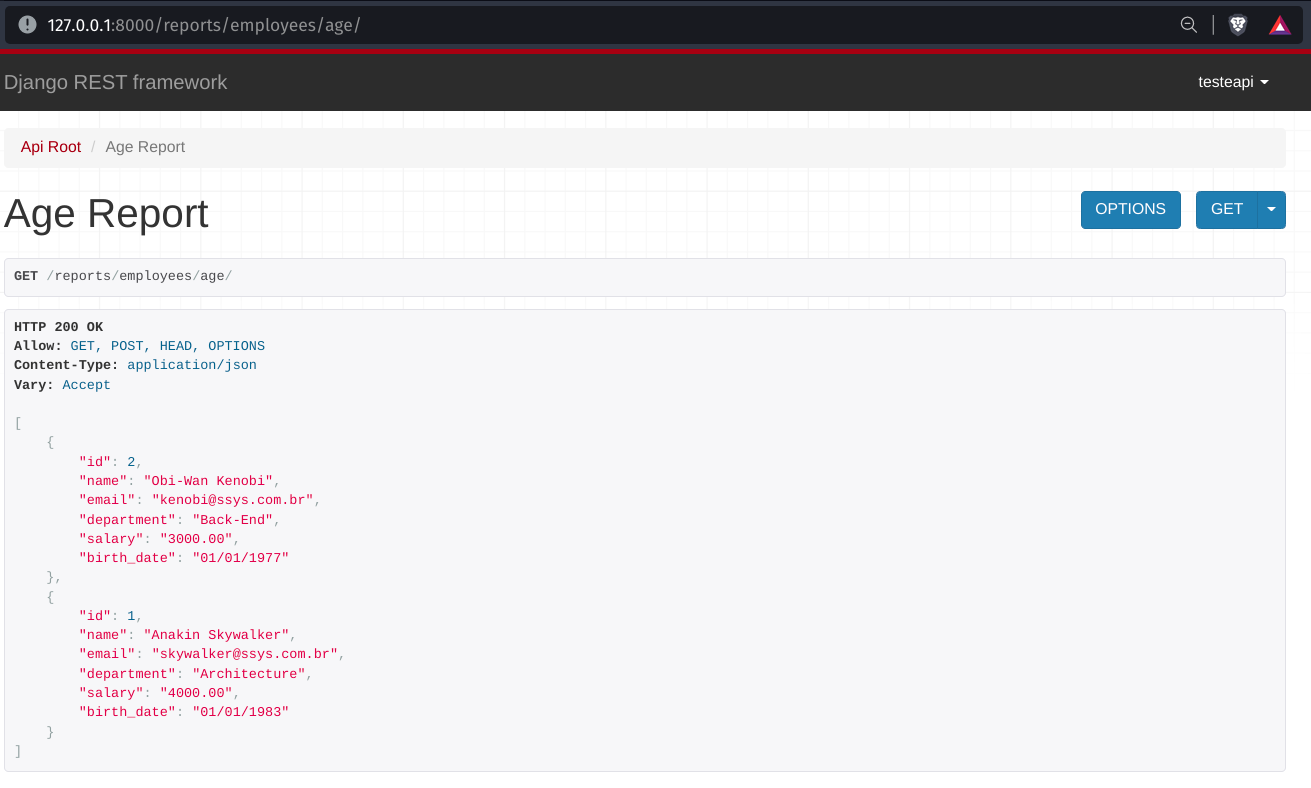 127.0.0.1:8000/reports/employees/age/
Django REST framework testeapi
Api Root / Age Report
Age Report OPTIONS GET
GET /reports/employees/age/
HTTP 200 OK
Allow: GET, POST, HEAD, OPTIONS
Content-Type: application/json
Vary: Accept
[
    {
        "id": 2,
        "name": "Obi-Wan Kenobi",
        "email": "kenobi@ssys.com.br",
        "department": "Back-End",
        "salary": "3000.00",
        "birth_date": "01/01/1977"
    },
    {
        "id": 1,
        "name": "Anakin Skywalker",
        "email": "skywalker@ssys.com.br",
        "department": "Architecture",
        "salary": "4000.00",
        "birth_date": "01/01/1983"
    }
]